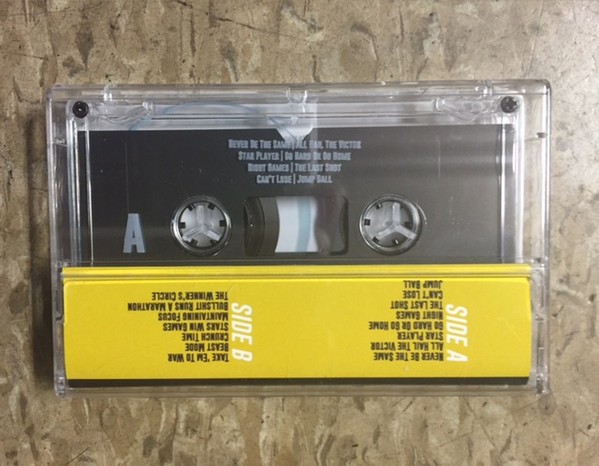 NEVER BE THE SAME | ALL HAIL THE VICTOR
STAR PLAYER | GO HARD OR GO HOME
NIGHT GAMES | THE LAST SHOT
CAN'T LOSE | JUMP BALL
A
SIDE A
NEVER BE THE SAME
ALL HAIL THE VICTOR
STAR PLAYER
GO HARD OR GO HOME
NIGHT GAMES
THE LAST SHOT
CAN'T LOSE
JUMP BALL
SIDE B
TAKE 'EM TO WAR
BEAST MODE
CRUNCH TIME
STARS WIN GAMES
MAINTAINING FOCUS
BULLSHIT RUNS A MARATHON
THE WINNER'S CIRCLE